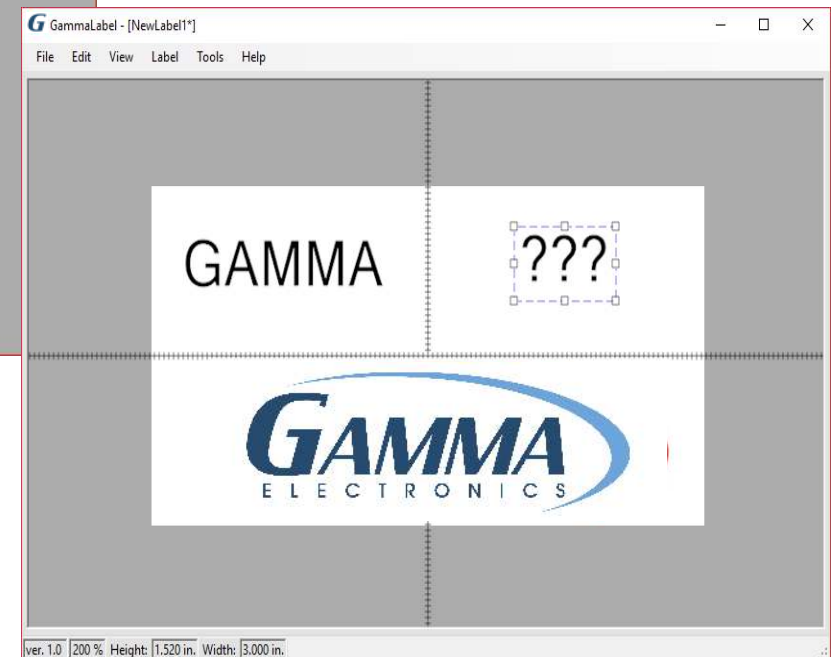 G GammaLabel - [NewLabel1*]
File Edit View Label Tools Help
GAMMA ???
GAMMA
ELECTRONICS
ver. 1.0 200 % Height: 1.520 in. Width: 3.000 in.